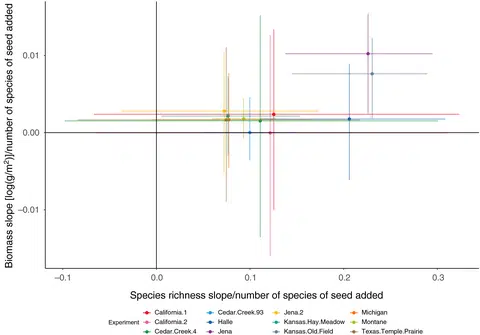 Biomass slope [log(g/m²)]/number of species of seed added
0.01
0.00
−0.01
−0.1 0.0 0.1 0.2 0.3
Species richness slope/number of species of seed added
Experiment
California.1 Cedar.Creek.93 Jena.2 Michigan
California.2 Halle Kansas.Hay.Meadow Montane
Cedar.Creek.4 Jena Kansas.Old.Field Texas.Temple.Prairie